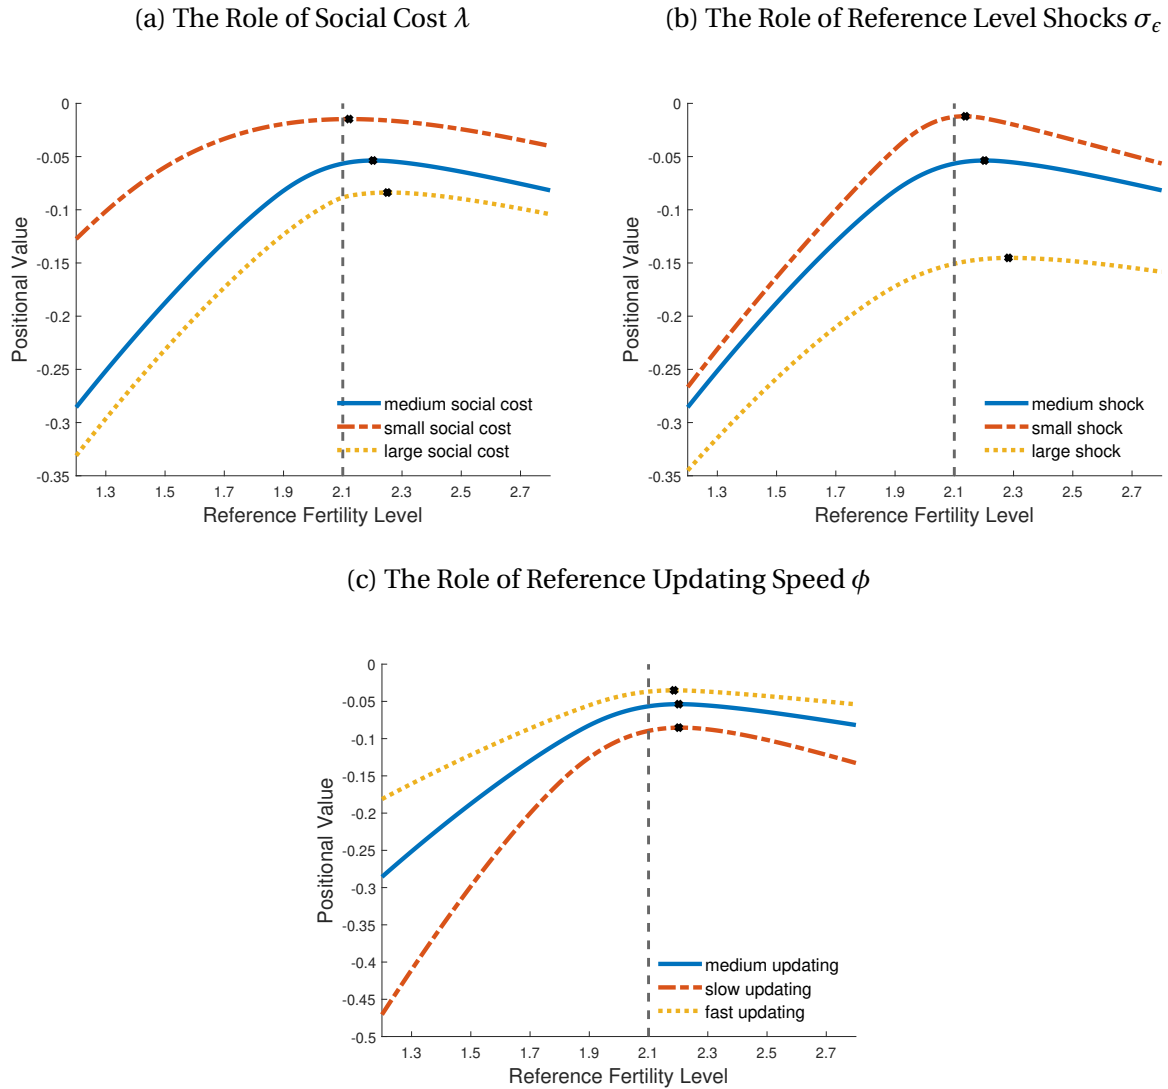 (a) The Role of Social Cost λ
0
-0.05
-0.1
-0.15
-0.2
-0.25
-0.3
-0.35
Positional Value
medium social cost
small social cost
large social cost
1.3 1.5 1.7 1.9 2.1 2.3 2.5 2.7
Reference Fertility Level
(b) The Role of Reference Level Shocks σϵ
0
-0.05
-0.1
-0.15
-0.2
-0.25
-0.3
-0.35
Positional Value
medium shock
small shock
large shock
1.3 1.5 1.7 1.9 2.1 2.3 2.5 2.7
Reference Fertility Level
(c) The Role of Reference Updating Speed ϕ
0
-0.05
-0.1
-0.15
-0.2
-0.25
-0.3
-0.35
-0.4
-0.45
-0.5
Positional Value
medium updating
slow updating
fast updating
1.3 1.5 1.7 1.9 2.1 2.3 2.5 2.7
Reference Fertility Level